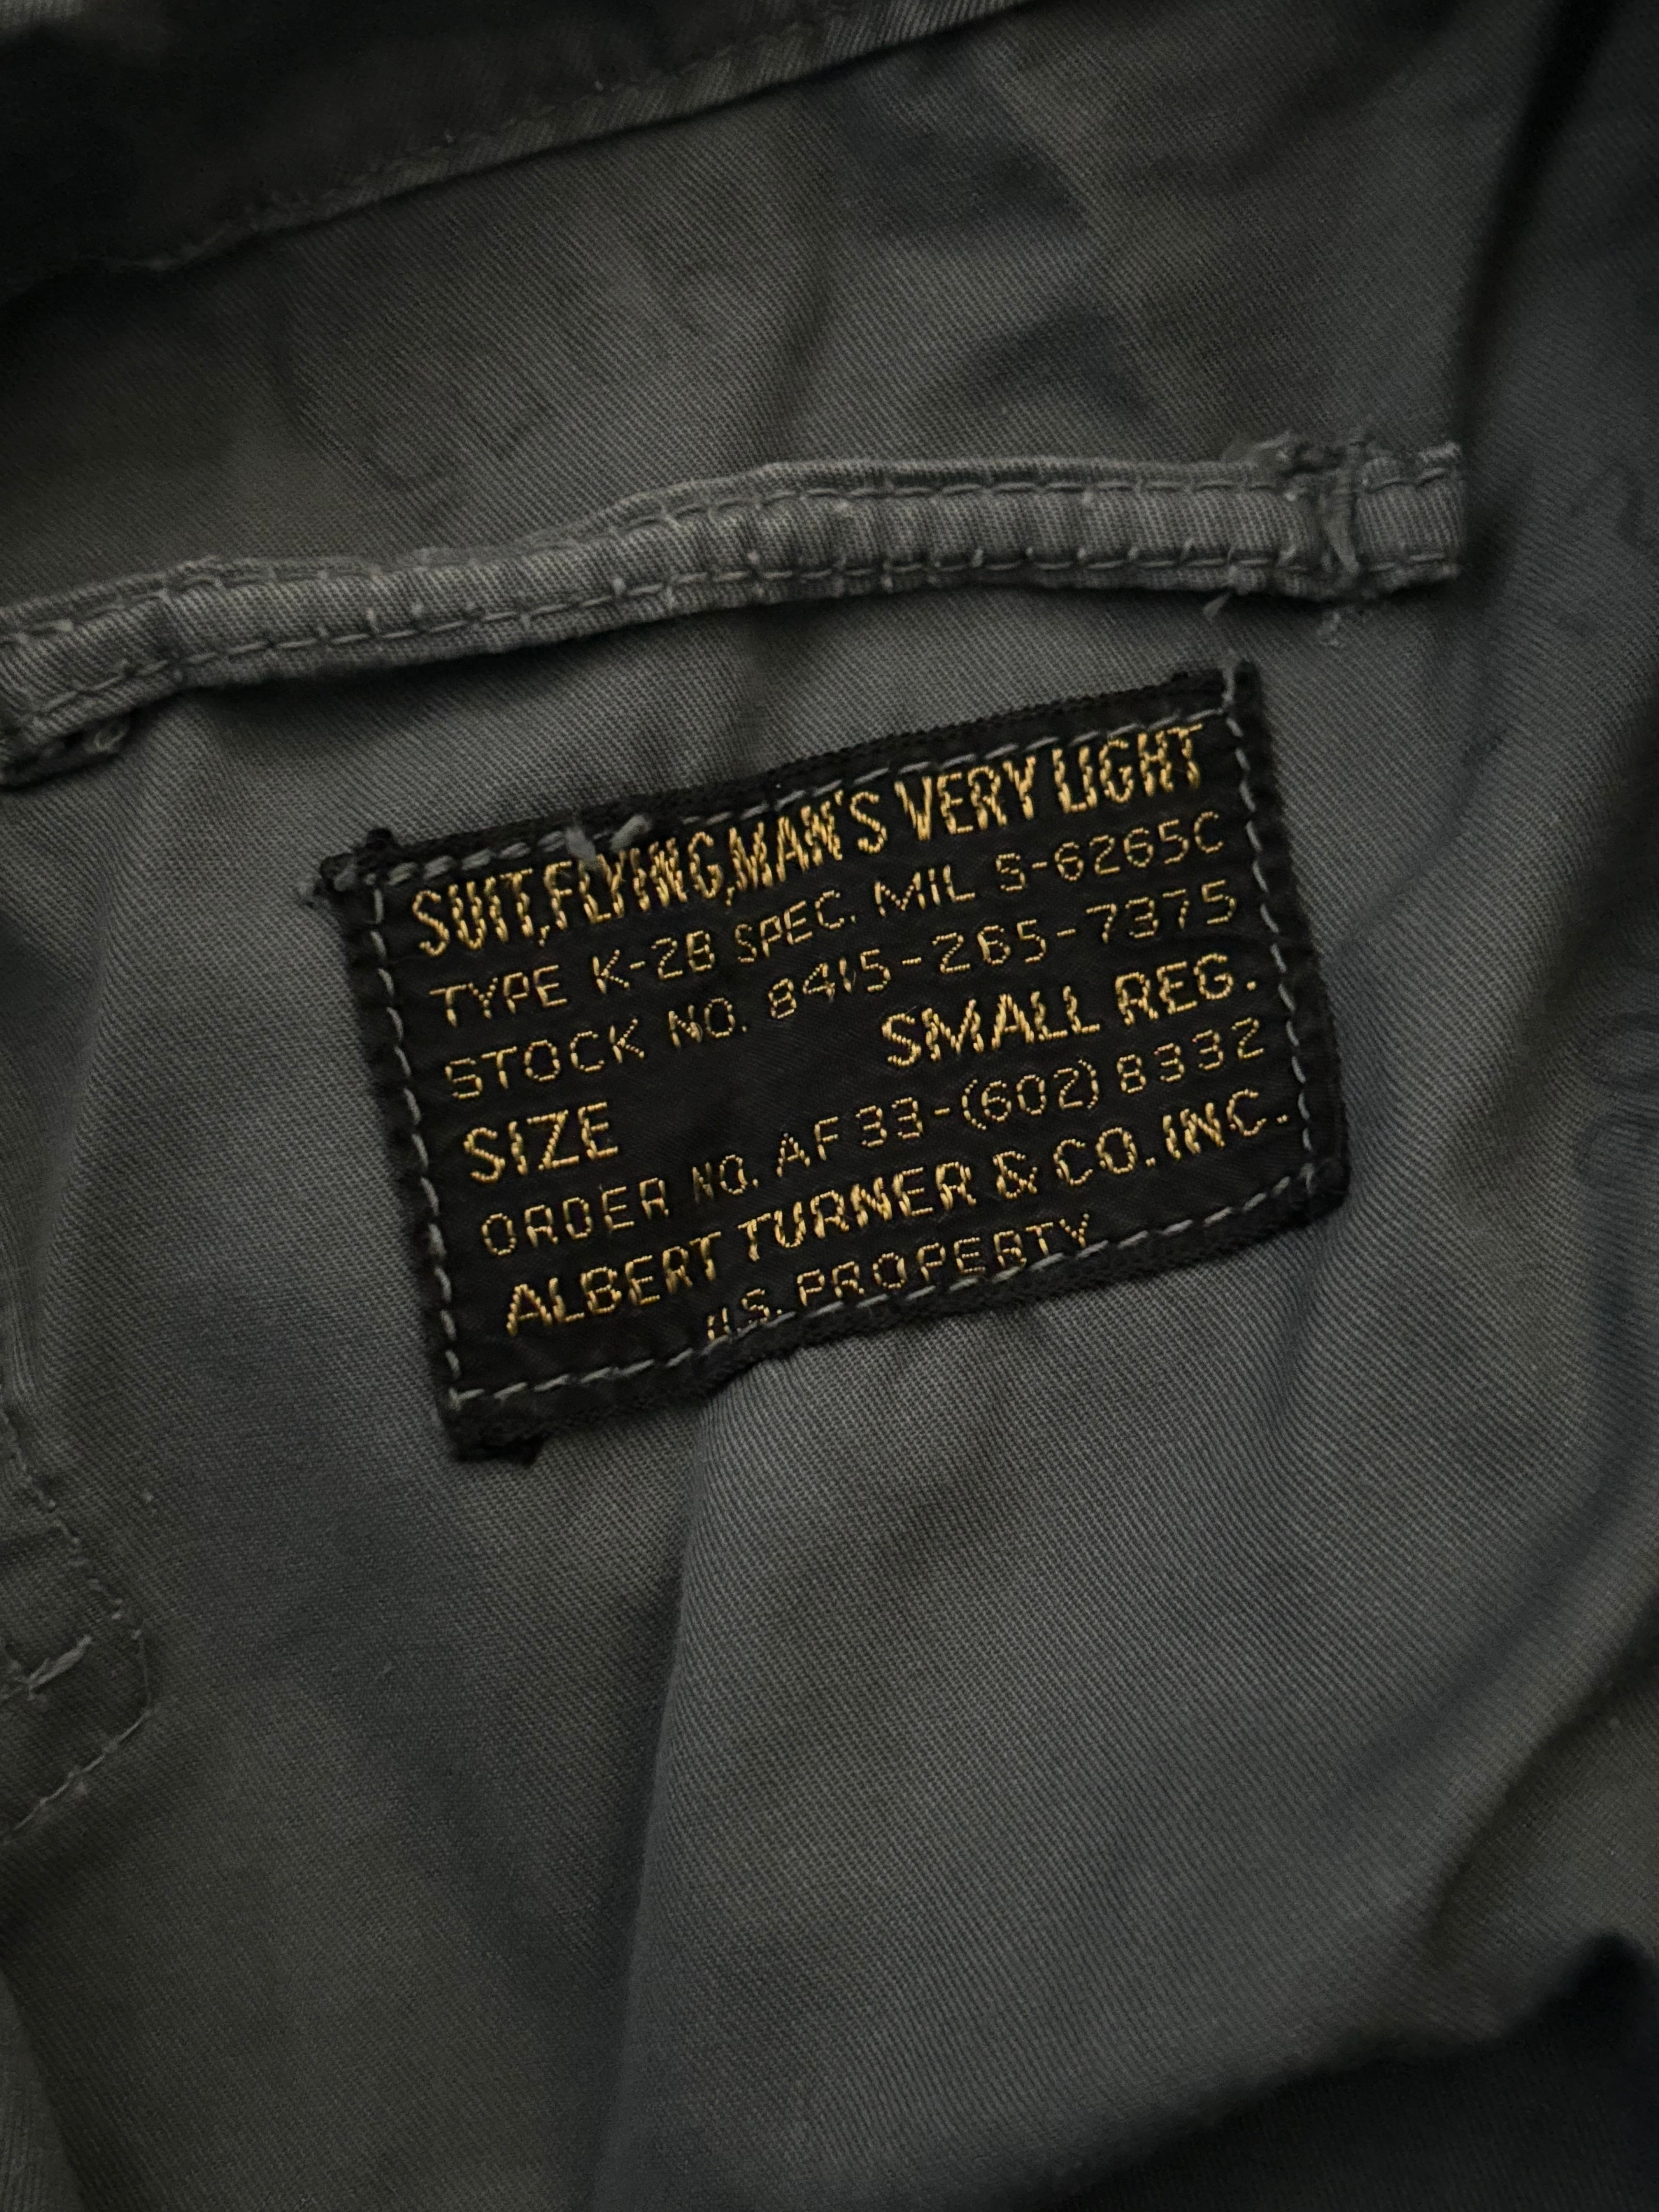 SUIT, FLYING, MAN'S VERY LIGHT
TYPE K-2B SPEC. MIL S-6265C
STOCK NO. 8415-265-7375
SIZE SMALL REG.
ORDER NO. AF 33-(602) 8332
ALBERT TURNER & CO. INC.
U.S. PROPERTY